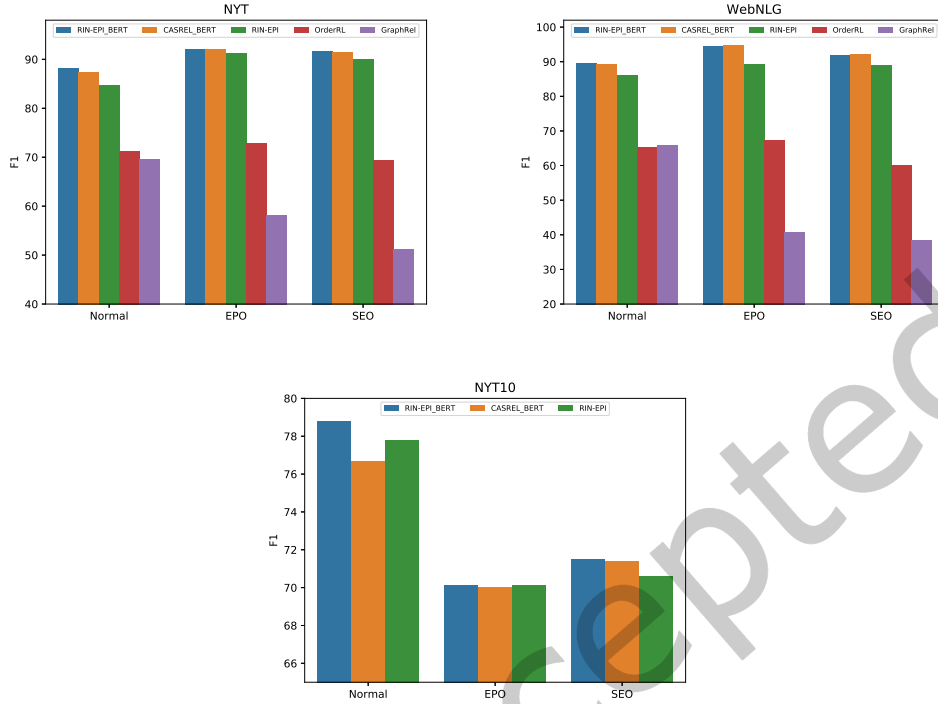 NYT
RIN-EPI_BERT CASREL_BERT RIN-EPI OrderRL GraphRel
90
80
70
60
50
40
F1
Normal EPO SEO
WebNLG
RIN-EPI_BERT CASREL_BERT RIN-EPI OrderRL GraphRel
100
90
80
70
60
50
40
30
20
F1
Normal EPO SEO
NYT10
RIN-EPI_BERT CASREL_BERT RIN-EPI
80
78
76
74
72
70
68
66
F1
Normal EPO SEO
cepted